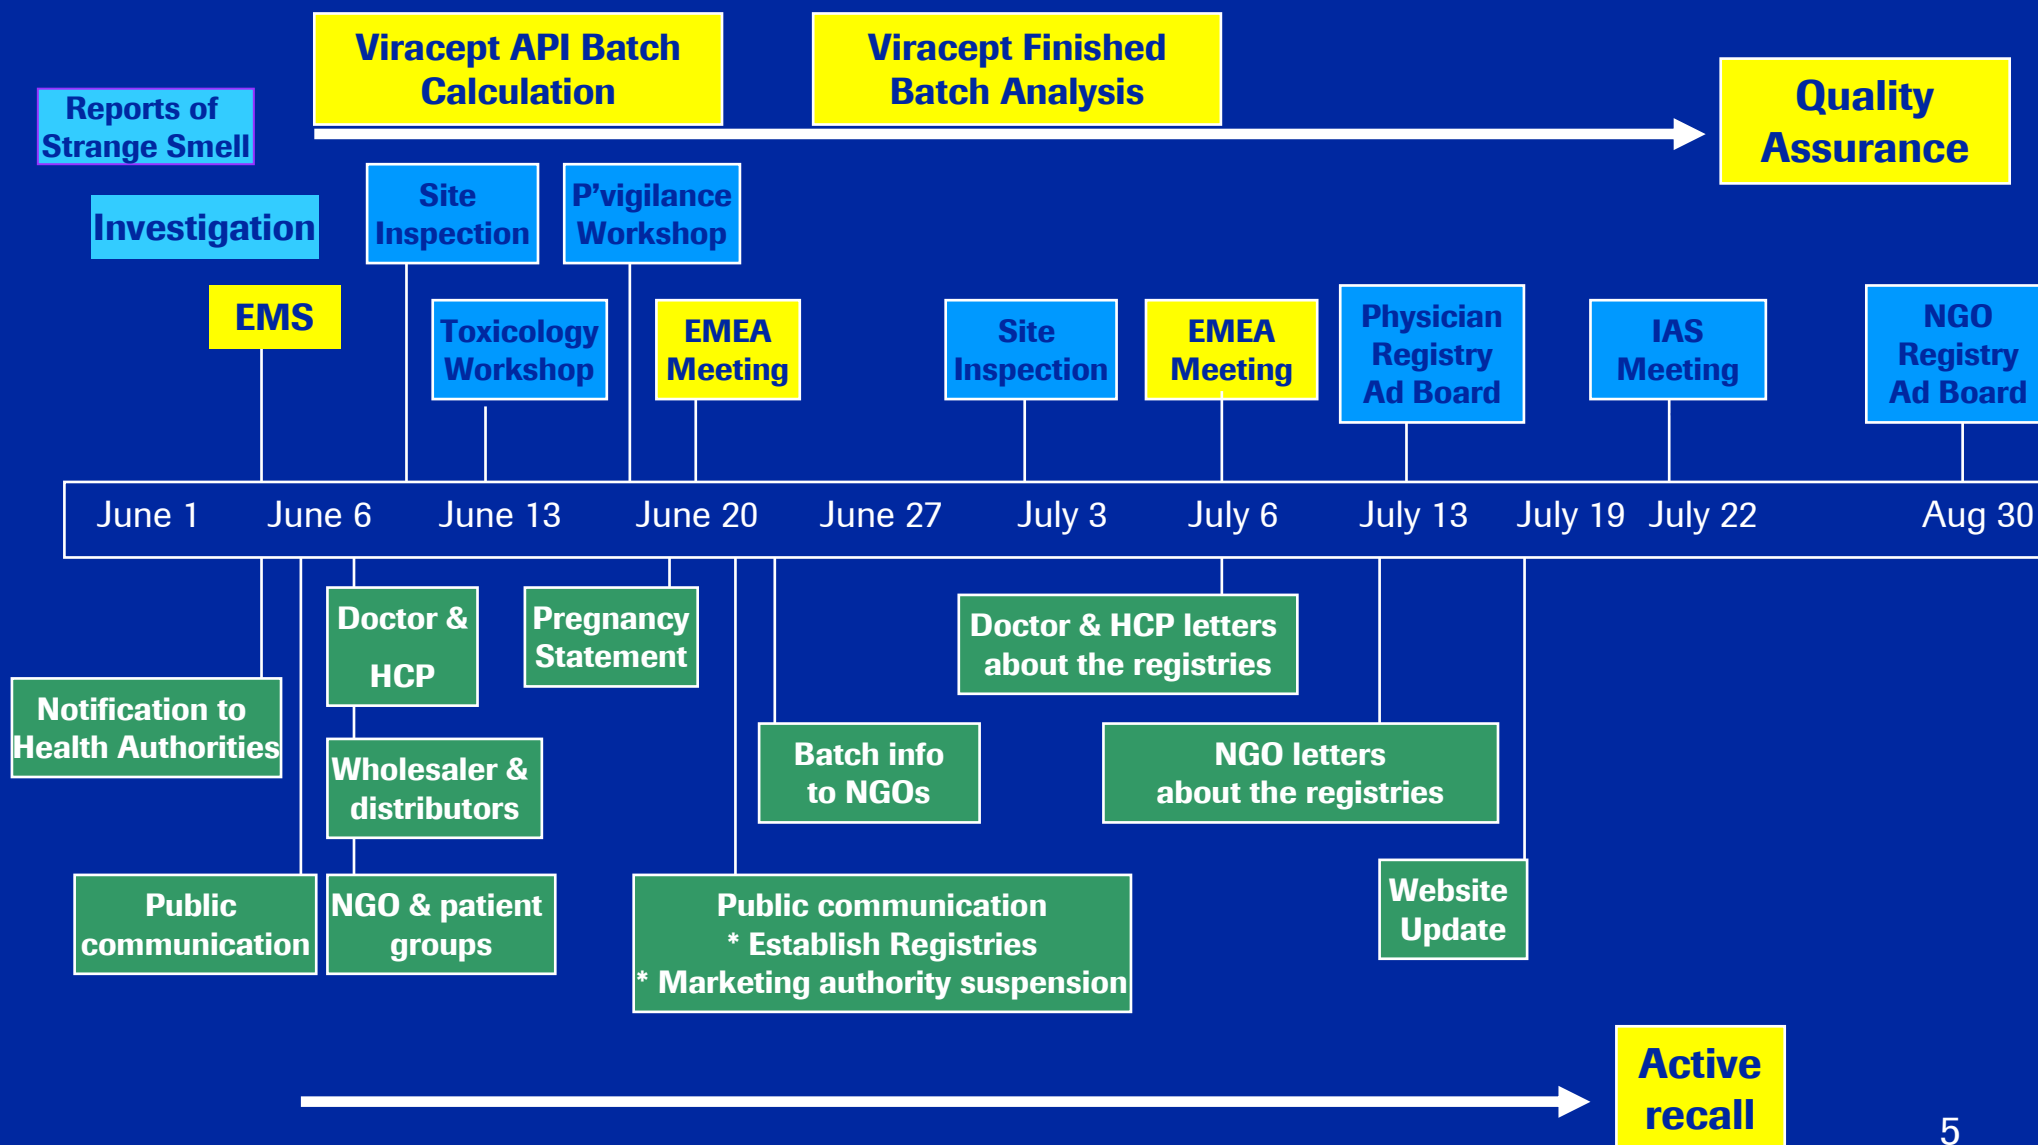 Viracept API Batch
Calculation
Viracept Finished
Batch Analysis
Quality
Assurance
Reports of
Strange Smell
Investigation
Site
Inspection
P'vigilance
Workshop
EMS
Toxicology
Workshop
EMEA
Meeting
Site
Inspection
EMEA
Meeting
Physician
Registry
Ad Board
IAS
Meeting
NGO
Registry
Ad Board
June 1 June 6 June 13 June 20 June 27 July 3 July 6 July 13 July 19 July 22 Aug 30
Notification to
Health Authorities
Doctor &
HCP
Pregnancy
Statement
Doctor & HCP letters
about the registries
Wholesaler &
distributors
Batch info
to NGOs
NGO letters
about the registries
Public
communication
NGO & patient
groups
Public communication
* Establish Registries
* Marketing authority suspension
Website
Update
Active
recall
5